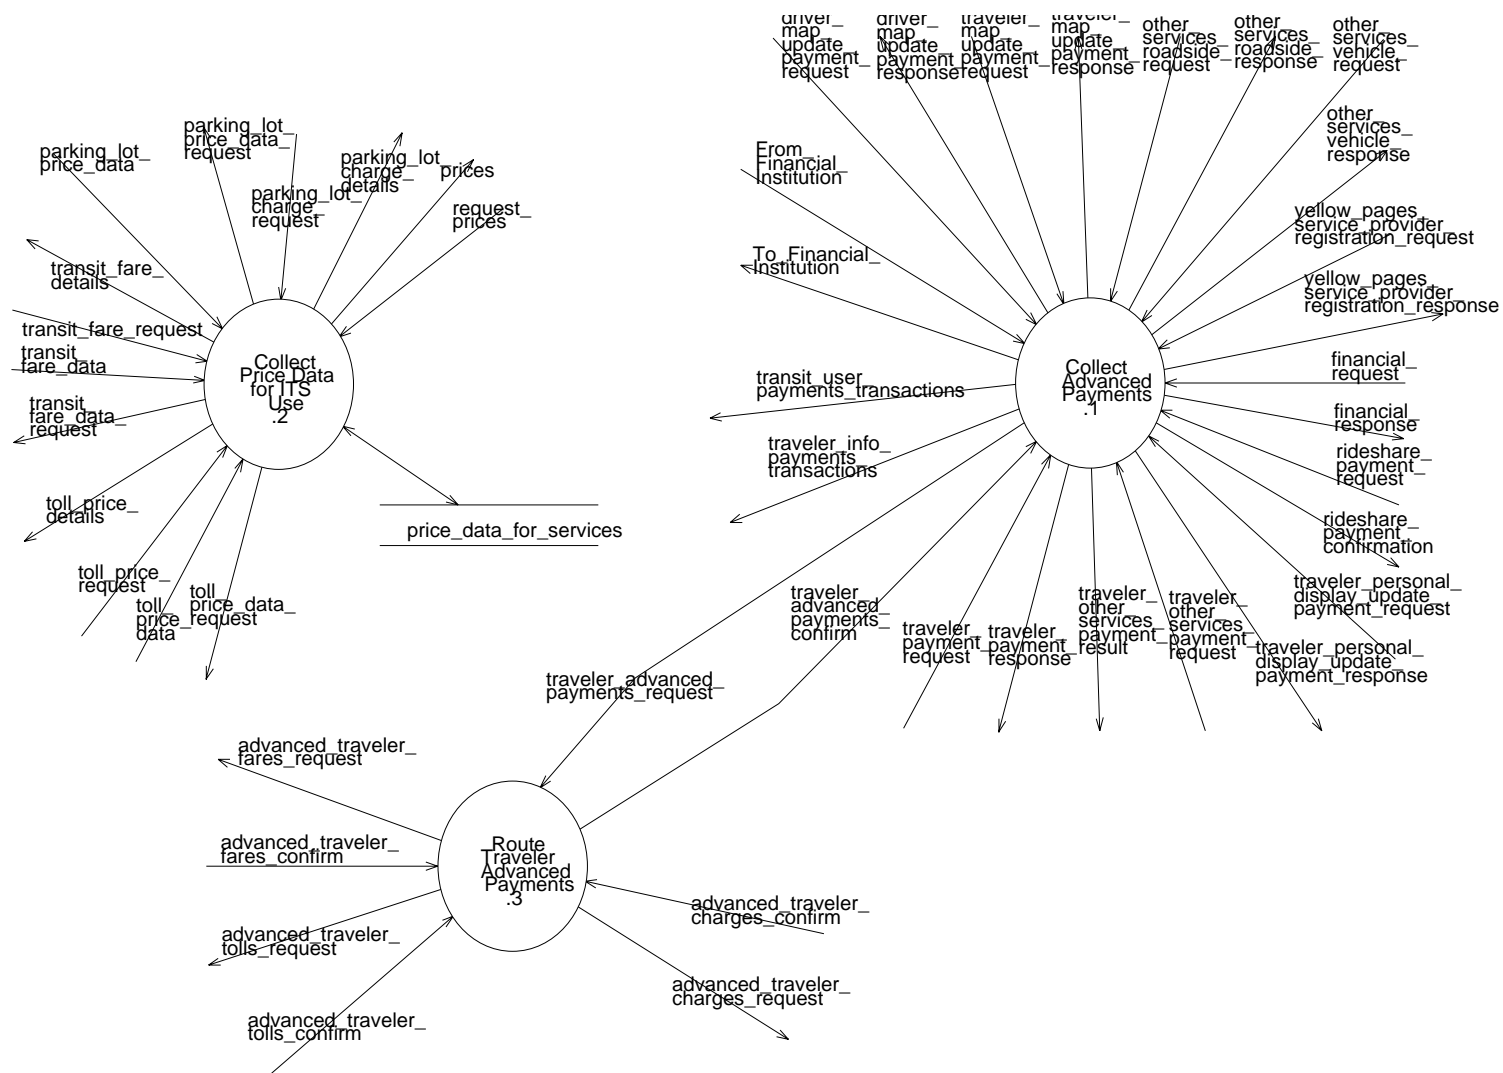 driver_
map_
update_
payment_
request
driver_
map_
update_
payment_
response
traveler_
map_
update_
payment_
request
traveler_
map_
update_
payment_
response
other_
services_
roadside_
request
other_
services_
roadside_
response
other_
services_
vehicle_
request
other_
services_
vehicle_
response
parking_lot_
price_data
parking_lot_
price_data_
request
parking_lot_
charge_
request
parking_lot_
charge_
details
prices
request_
prices
From_
Financial_
Institution
To_Financial_
Institution
yellow_pages_
service_provider_
registration_request
yellow_pages_
service_provider_
registration_response
transit_fare_
details
transit_fare_request
transit_
fare_data
transit_
fare_data_
request
Collect
Price Data
for ITS
Use
.2
Collect
Advanced
Payments
.1
financial_
request
financial_
response
transit_user_
payments_transactions
traveler_info_
payments_
transactions
rideshare_
payment_
request
rideshare_
payment_
confirmation
toll_price_
details
toll_price_
request
toll_
price_
data
toll_
price_data_
request
price_data_for_services
traveler_
advanced_
payments_
confirm
traveler_
payment_
request
traveler_
payment_
response
traveler_
other_
services_
payment_
result
traveler_
other_
services_
payment_
request
traveler_personal_
display_update_
payment_request
traveler_personal_
display_update_
payment_response
traveler_advanced_
payments_request
advanced_traveler_
fares_request
advanced_traveler_
fares_confirm
Route
Traveler
Advanced
Payments
.3
advanced_traveler_
charges_confirm
advanced_traveler_
tolls_request
advanced_traveler_
charges_request
advanced_traveler_
tolls_confirm